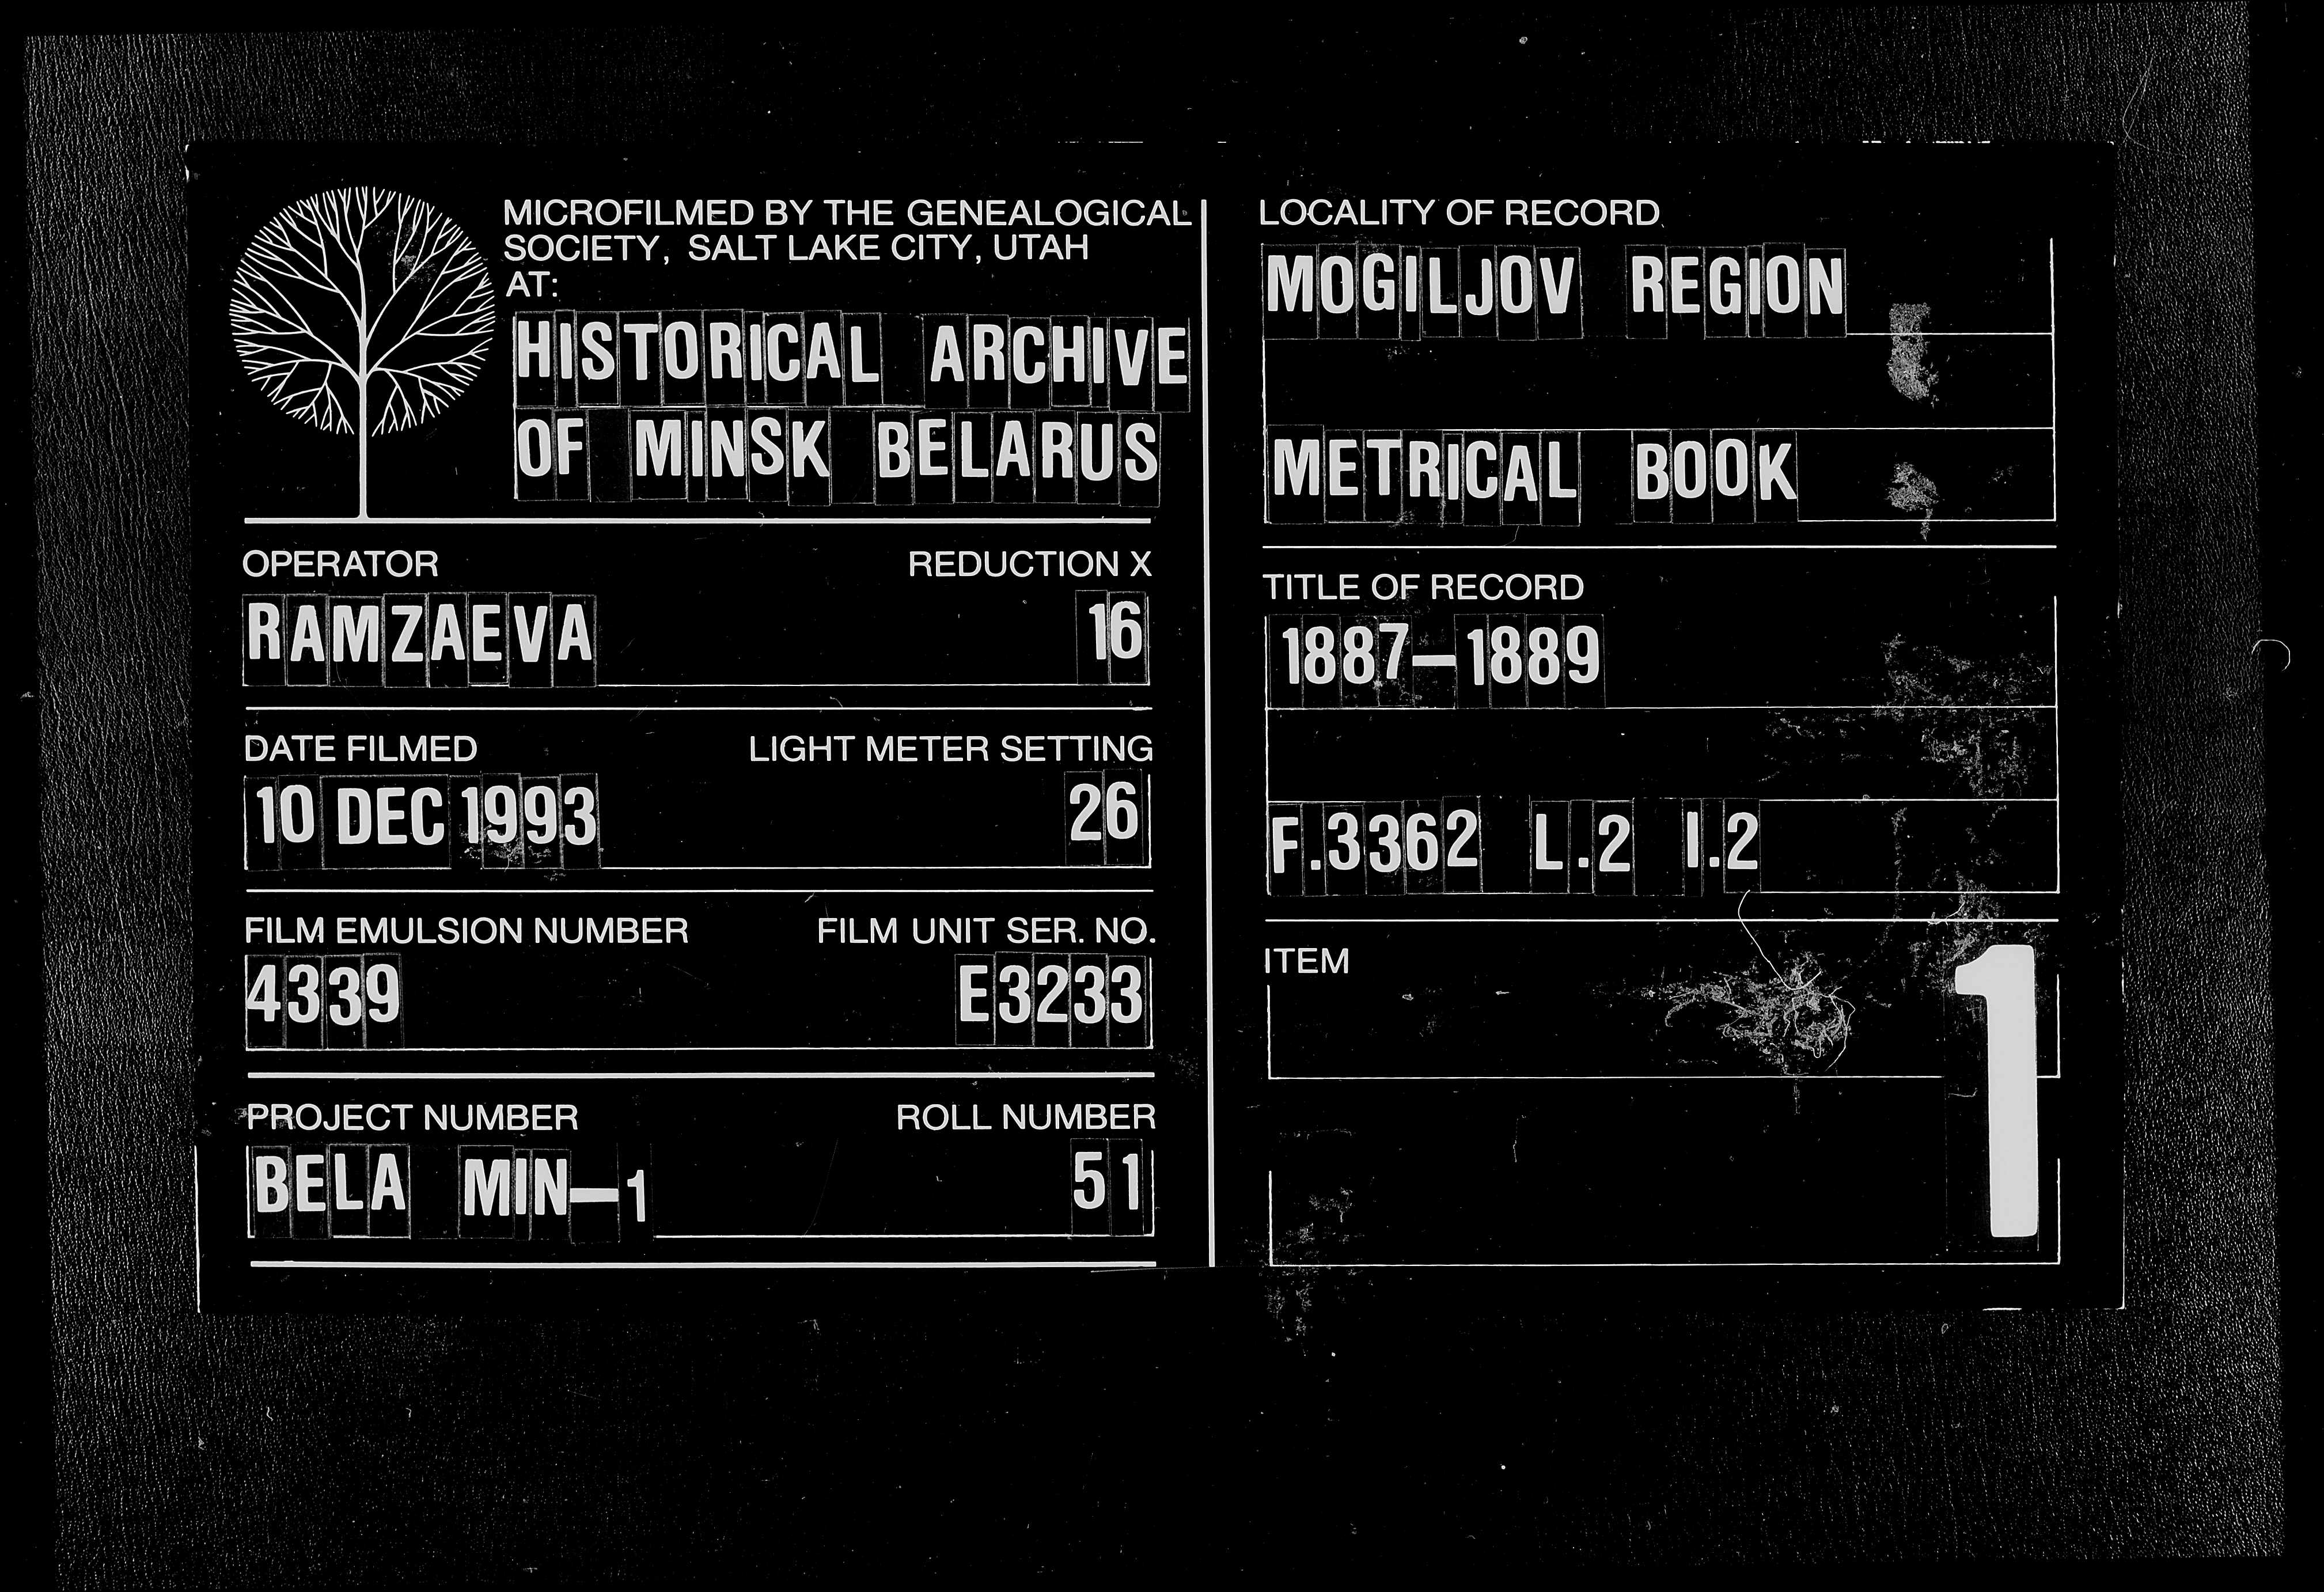 MICROFILMED BY THE GENEALOGICAL
SOCIETY, SALT LAKE CITY, UTAH
AT:
HISTORICAL ARCHIVE
OF MINSK BELARUS
OPERATOR REDUCTION X
RAMZAEVA 16
DATE FILMED LIGHT METER SETTING
10 DEC 1993 26
FILM EMULSION NUMBER FILM UNIT SER. NO.
4339 E3233
PROJECT NUMBER ROLL NUMBER
BELA MIN-1 51
LOCALITY OF RECORD
MOGILJOV REGION
METRICAL BOOK
TITLE OF RECORD
1887-1889
F.3362 L.2 I.2
ITEM
1